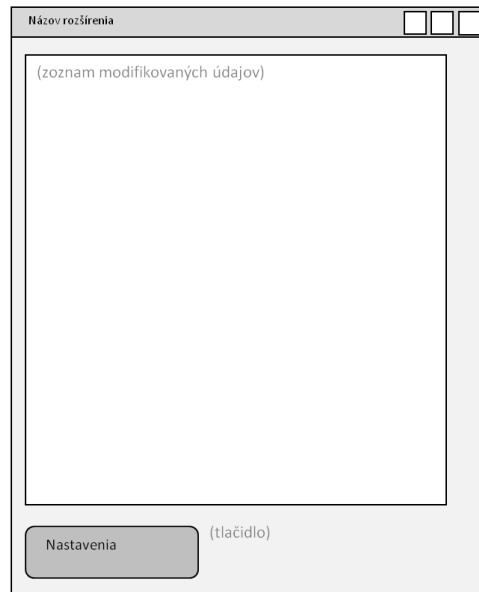 Názov rozšírenia
(zoznam modifikovaných údajov)
Nastavenia
(tlačidlo)